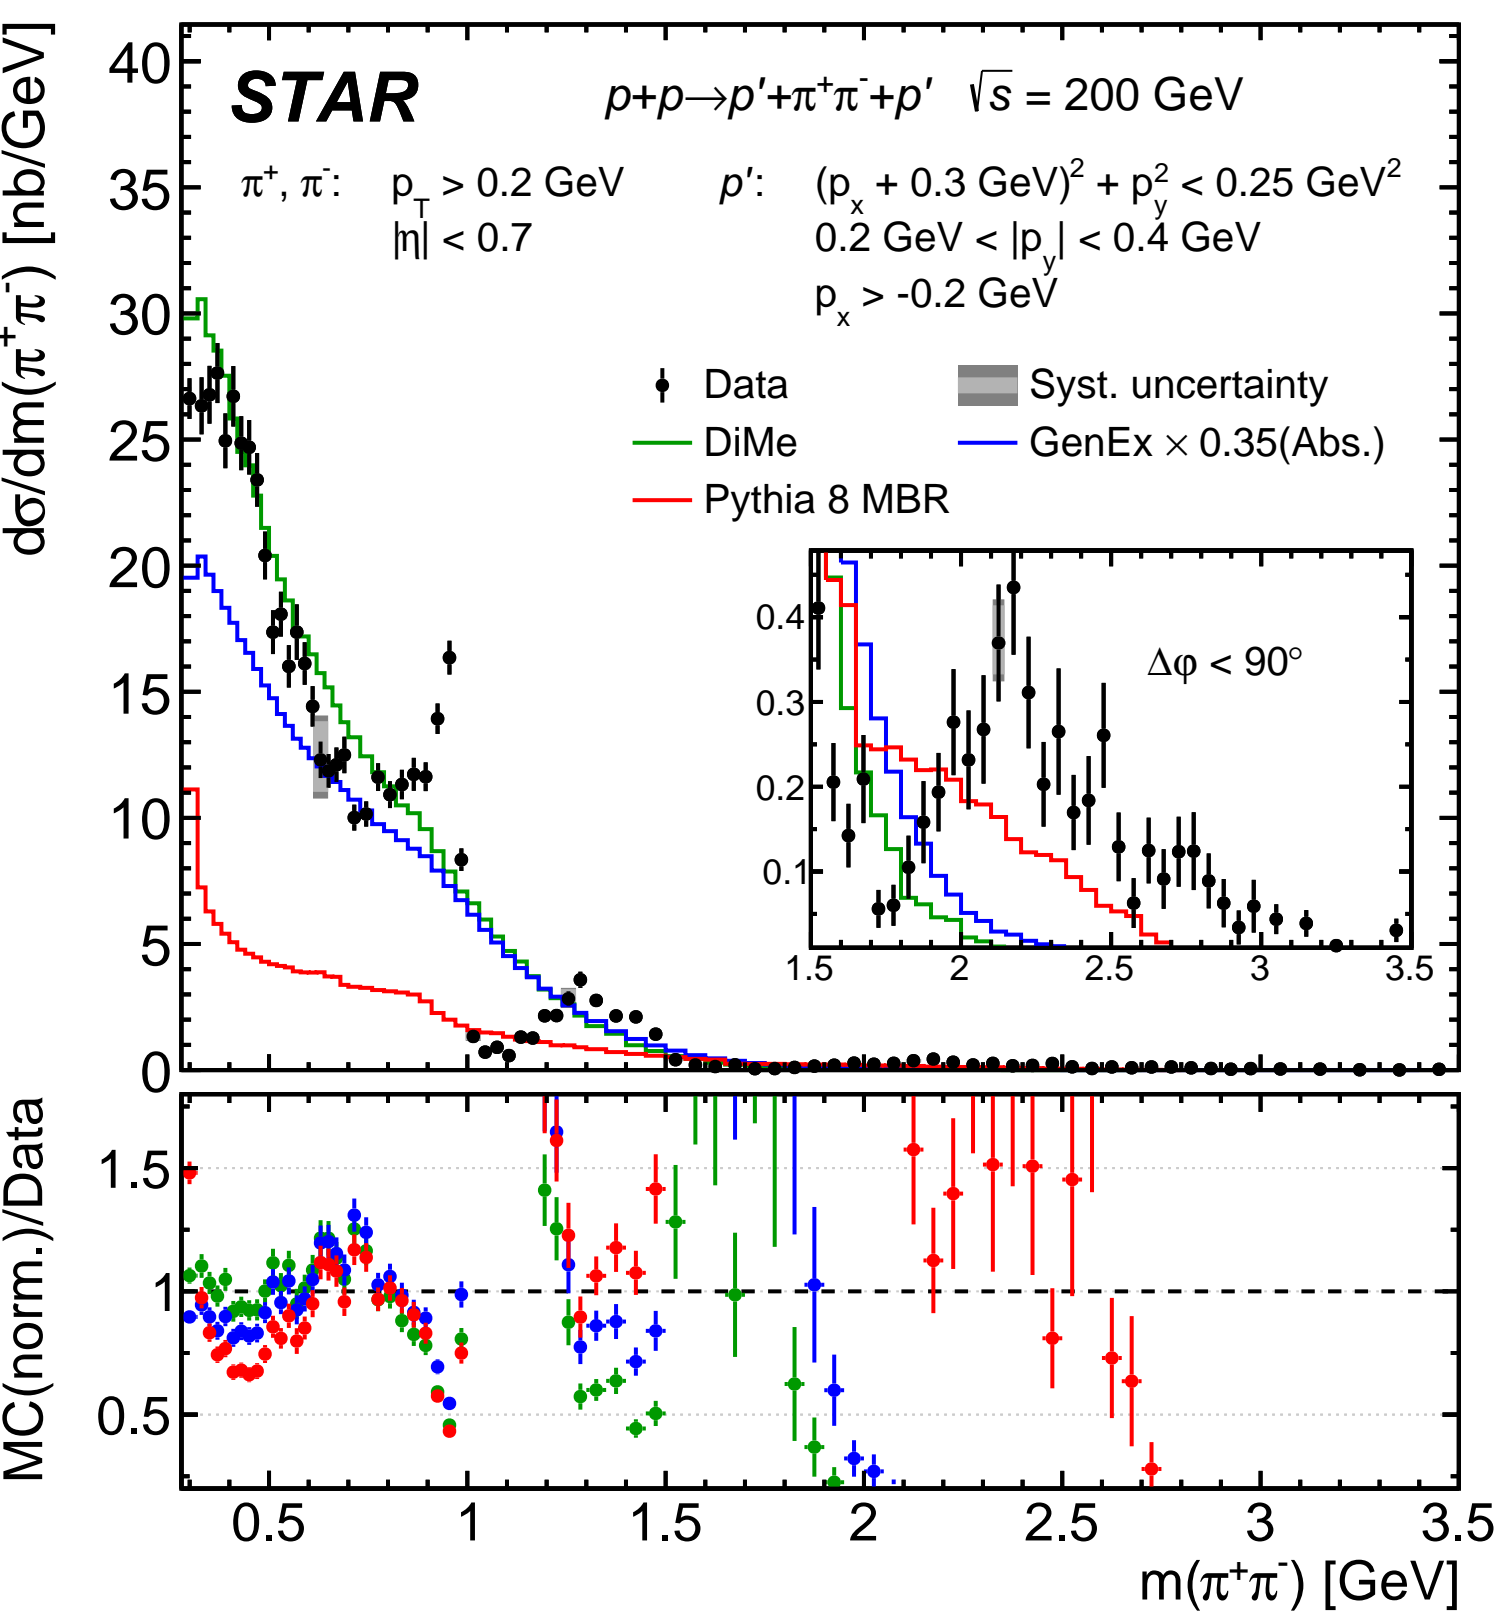 STAR
p+p→p′+π⁺π⁻+p′ √s = 200 GeV
π⁺, π⁻: p_T > 0.2 GeV
|η| < 0.7
p′: (p_x + 0.3 GeV)² + p_y² < 0.25 GeV²
0.2 GeV < |p_y| < 0.4 GeV
p_x > -0.2 GeV
Data
Syst. uncertainty
DiMe
GenEx × 0.35(Abs.)
Pythia 8 MBR
dσ/dm(π⁺π⁻) [nb/GeV]
40
35
30
25
20
15
10
5
0
Δφ < 90°
0.4
0.3
0.2
0.1
1.5 2 2.5 3 3.5
MC(norm.)/Data
1.5
1
0.5
0.5 1 1.5 2 2.5 3 3.5
m(π⁺π⁻) [GeV]